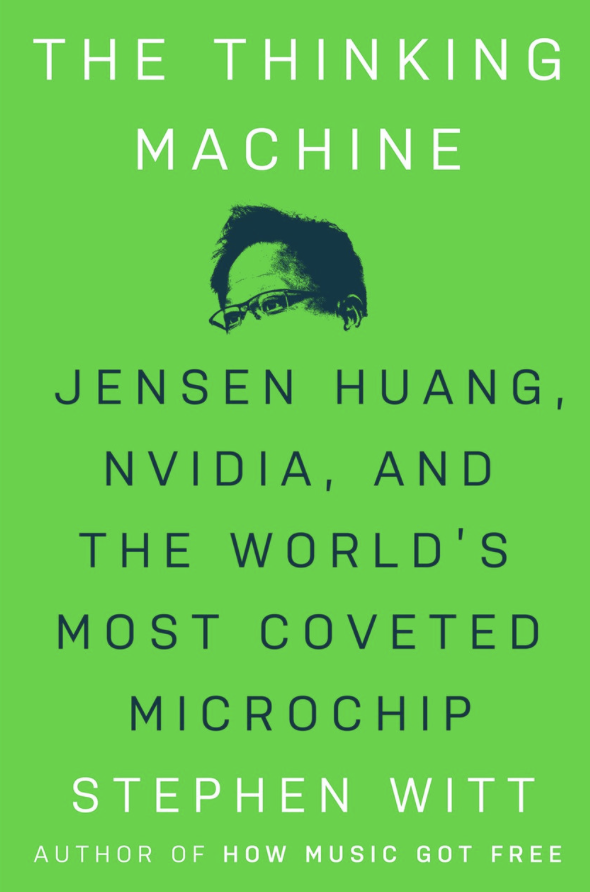 THE THINKING
MACHINE
JENSEN HUANG,
NVIDIA, AND
THE WORLD'S
MOST COVETED
MICROCHIP
STEPHEN WITT
AUTHOR OF HOW MUSIC GOT FREE